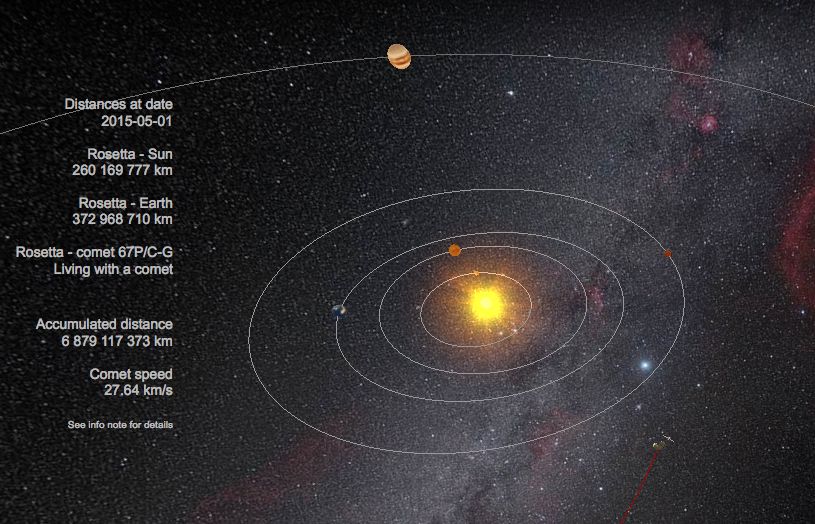 Distances at date
2015-05-01
Rosetta - Sun
260 169 777 km
Rosetta - Earth
372 968 710 km
Rosetta - comet 67P/C-G
Living with a comet
Accumulated distance
6 879 117 373 km
Comet speed
27,64 km/s
See info note for details